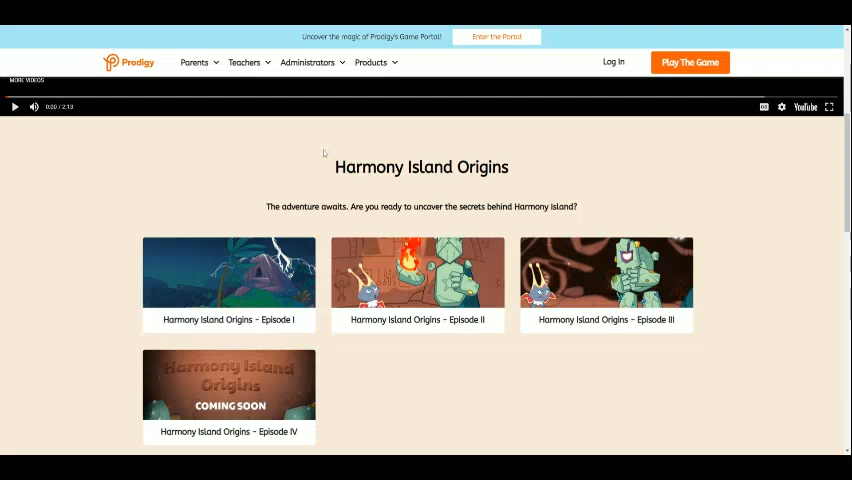 Uncover the magic of Prodigy's Game Portal!
Enter the Portal
Prodigy
Parents
Teachers
Administrators
Products
Log In
Play The Game
MORE VIDEOS
0:00 / 2:13
CC
YouTube
Harmony Island Origins
The adventure awaits. Are you ready to uncover the secrets behind Harmony Island?
Harmony Island Origins - Episode I
Harmony Island Origins - Episode II
Harmony Island Origins - Episode III
Harmony Island
Origins
COMING SOON
Harmony Island Origins - Episode IV